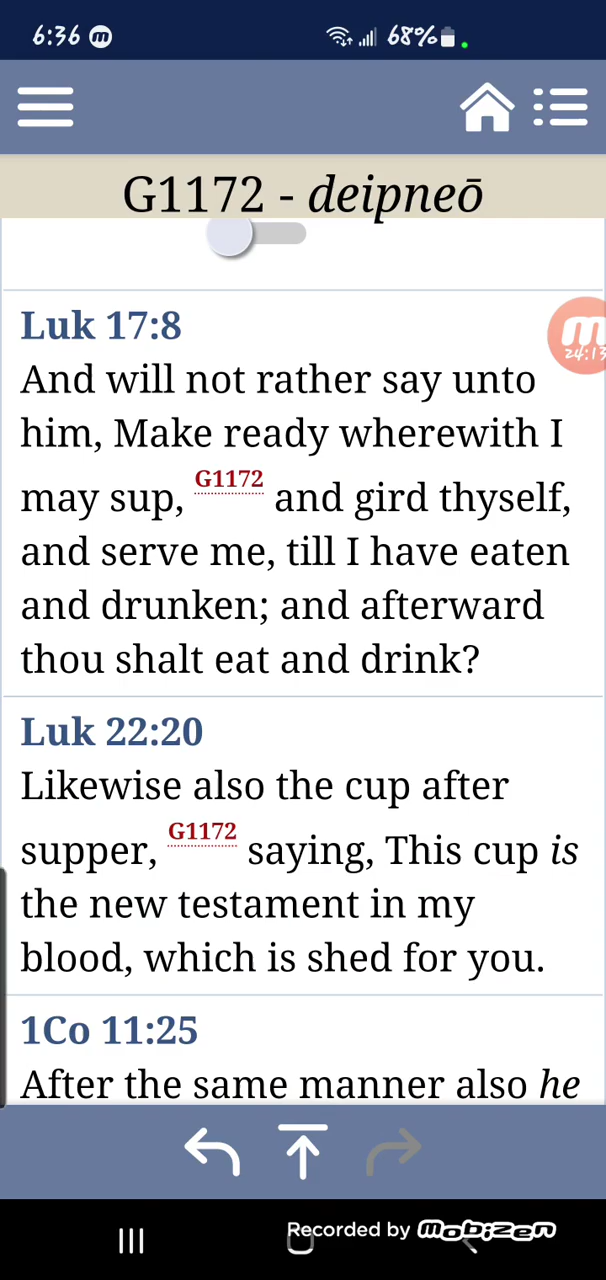 6:36 m 68%
G1172 - deipneō
Luk 17:8
m
24:13
And will not rather say unto
him, Make ready wherewith I
may sup, G1172 and gird thyself,
and serve me, till I have eaten
and drunken; and afterward
thou shalt eat and drink?
Luk 22:20
Likewise also the cup after
supper, G1172 saying, This cup is
the new testament in my
blood, which is shed for you.
1Co 11:25
After the same manner also he
Recorded by mobizen